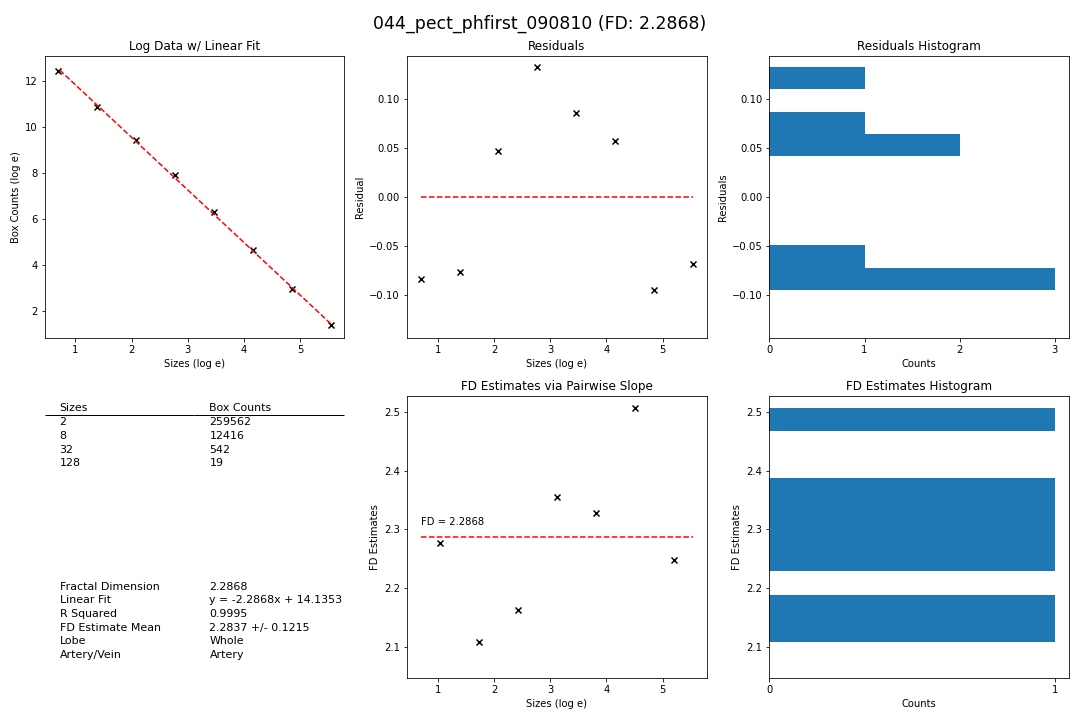 044_pect_phfirst_090810 (FD: 2.2868)
Log Data w/ Linear Fit
Box Counts (log e)
12
10
8
6
4
2
1 2 3 4 5
Sizes (log e)
Residuals
Residual
0.10
0.05
0.00
−0.05
−0.10
1 2 3 4 5
Sizes (log e)
Residuals Histogram
Residuals
0.10
0.05
0.00
−0.05
−0.10
0 1 2 3
Counts
Sizes Box Counts
2 259562
8 12416
32 542
128 19
Fractal Dimension 2.2868
Linear Fit y = -2.2868x + 14.1353
R Squared 0.9995
FD Estimate Mean 2.2837 +/- 0.1215
Lobe Whole
Artery/Vein Artery
FD Estimates via Pairwise Slope
FD Estimates
2.5
2.4
2.3
2.2
2.1
FD = 2.2868
1 2 3 4 5
Sizes (log e)
FD Estimates Histogram
FD Estimates
2.5
2.4
2.3
2.2
2.1
0 1
Counts